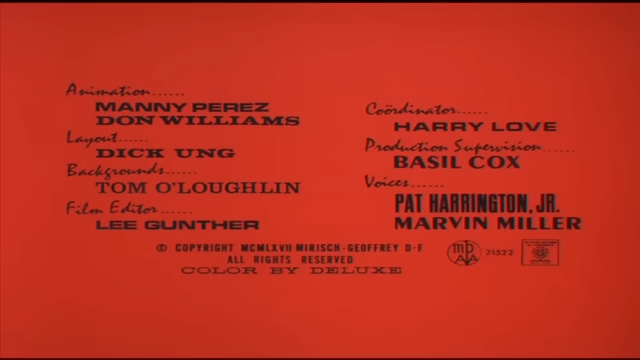 Animation......
MANNY PEREZ
DON WILLIAMS
Layout......
DICK UNG
Backgrounds......
TOM O'LOUGHLIN
Film Editor......
LEE GUNTHER
Coördinator......
HARRY LOVE
Production Supervision.....
BASIL COX
Voices......
PAT HARRINGTON, JR.
MARVIN MILLER
© COPYRIGHT MCMLXVII MIRISCH-GEOFFREY D-F
ALL RIGHTS RESERVED
COLOR BY DELUXE
MPAA
21522